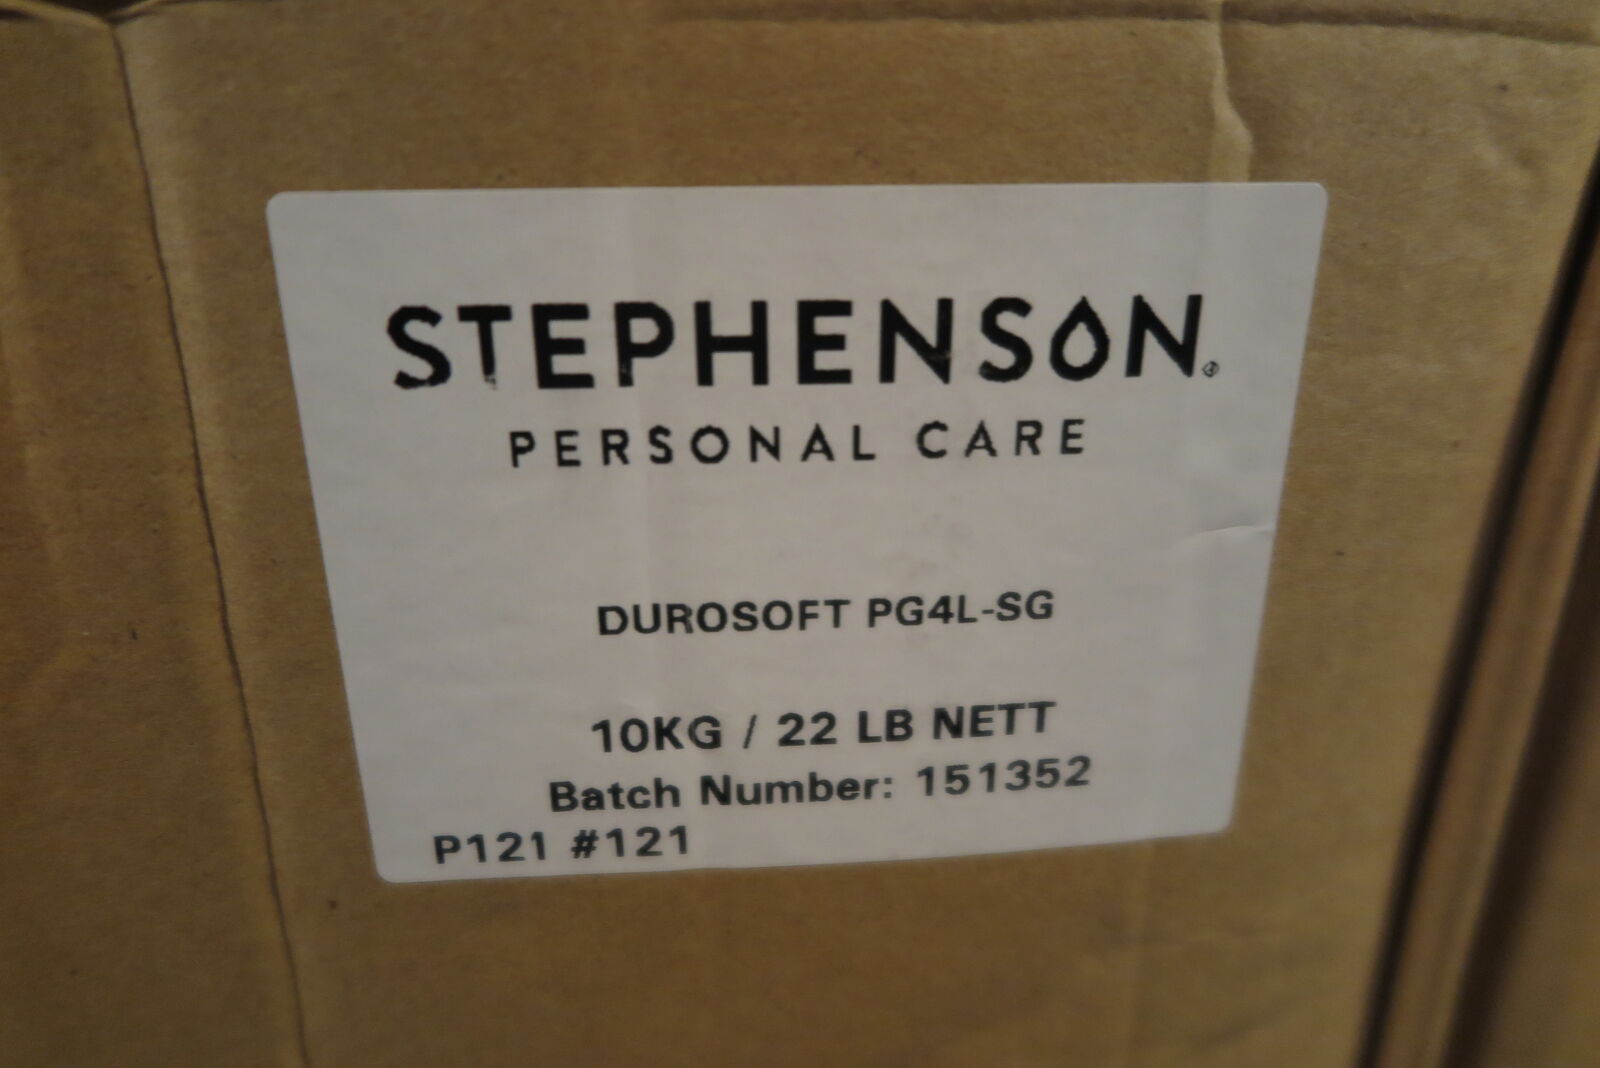 STEPHENSON®
PERSONAL CARE
DUROSOFT PG4L-SG
10KG / 22 LB NETT
Batch Number: 151352
P121 #121